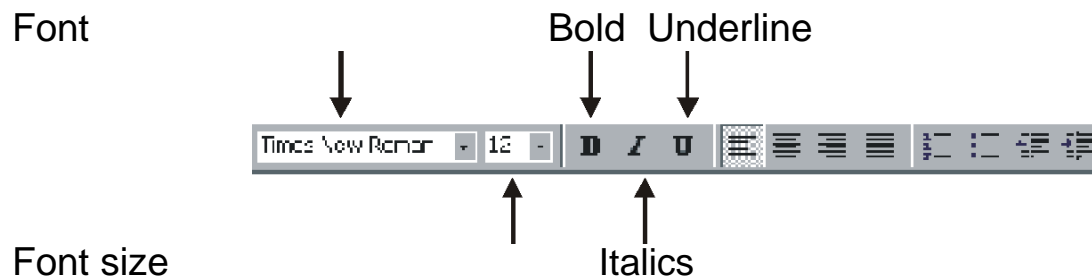 Font Bold Underline
Times New Roman 12 B I U
Font size Italics